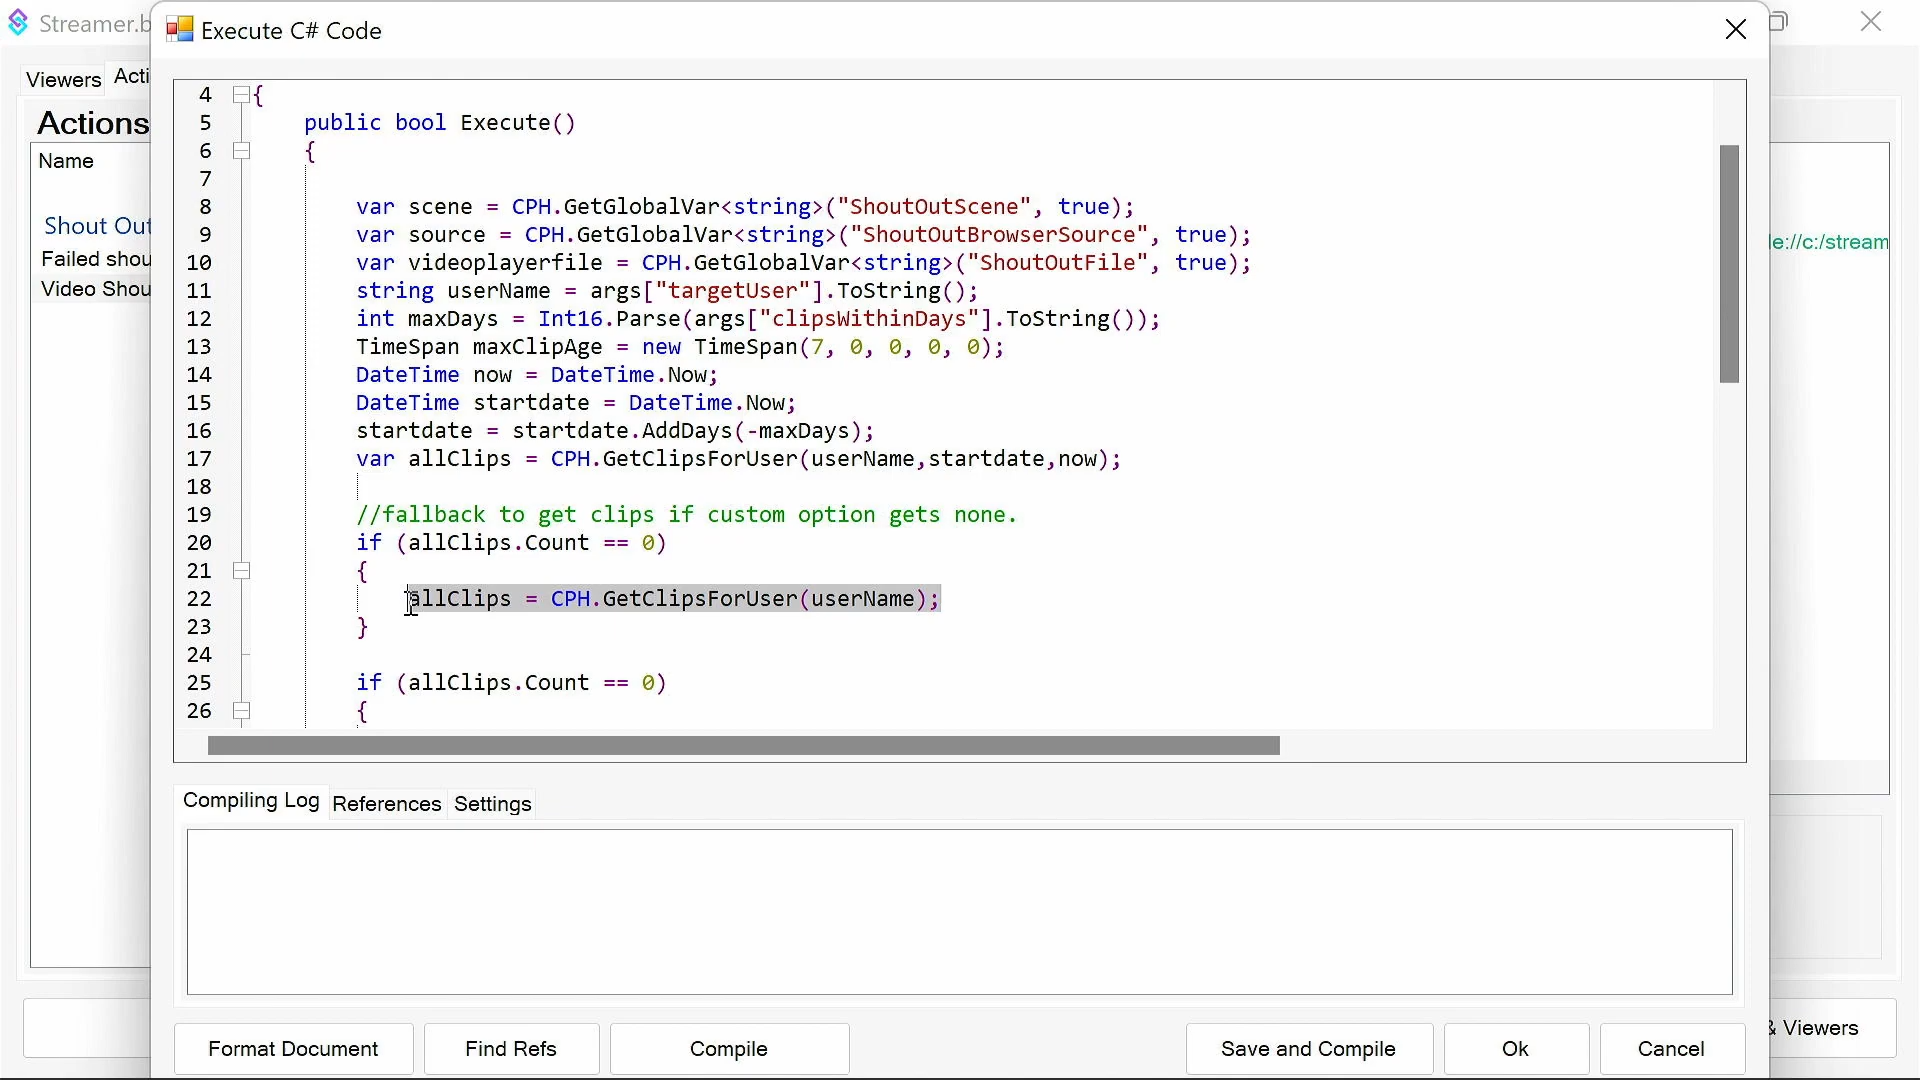 Streamer.b
Execute C# Code
Viewers
Acti
Actions
Name
Shout Out
Failed shou
Video Shou
4 {
5 public bool Execute()
6 {
7
8 var scene = CPH.GetGlobalVar<string>("ShoutOutScene", true);
9 var source = CPH.GetGlobalVar<string>("ShoutOutBrowserSource", true);
10 var videoplayerfile = CPH.GetGlobalVar<string>("ShoutOutFile", true);
11 string userName = args["targetUser"].ToString();
12 int maxDays = Int16.Parse(args["clipsWithinDays"].ToString());
13 TimeSpan maxClipAge = new TimeSpan(7, 0, 0, 0, 0);
14 DateTime now = DateTime.Now;
15 DateTime startdate = DateTime.Now;
16 startdate = startdate.AddDays(-maxDays);
17 var allClips = CPH.GetClipsForUser(userName,startdate,now);
18
19 //fallback to get clips if custom option gets none.
20 if (allClips.Count == 0)
21 {
22 allClips = CPH.GetClipsForUser(userName);
23 }
24
25 if (allClips.Count == 0)
26 {
le://c:/stream
Compiling Log References Settings
Format Document Find Refs Compile Save and Compile Ok Cancel
& Viewers